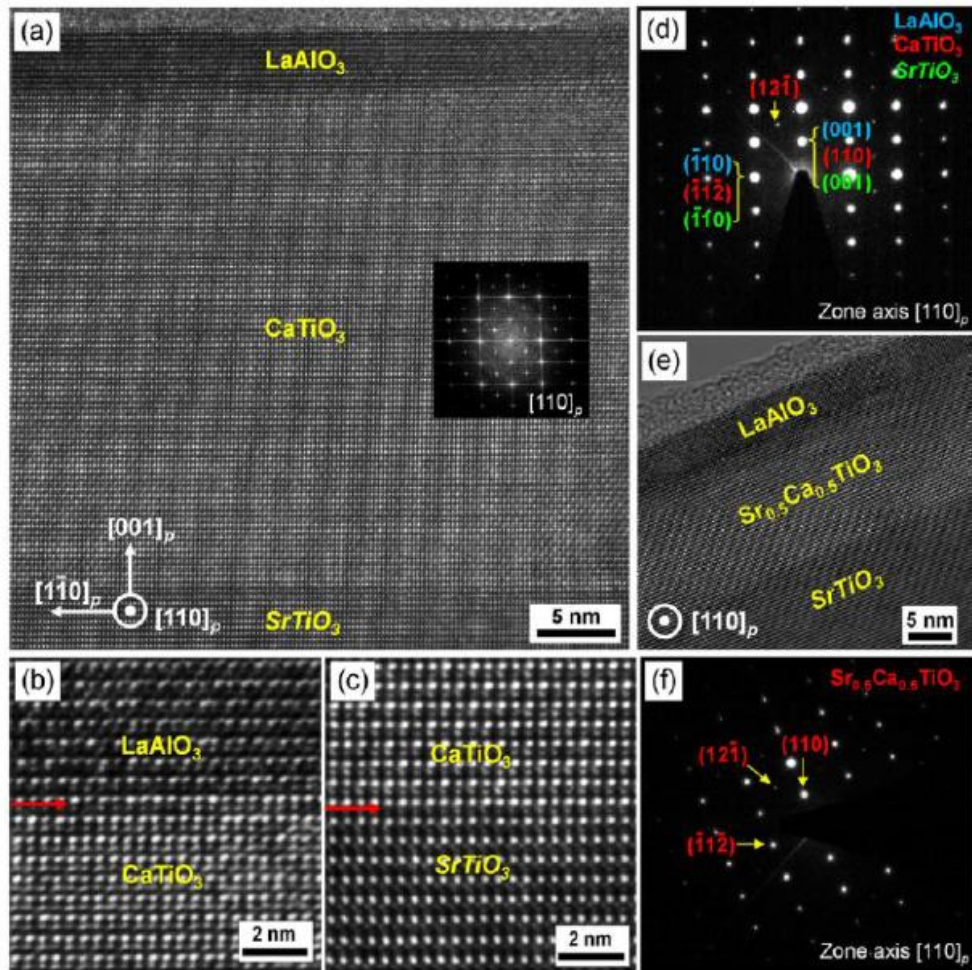 (a)
LaAlO₃
CaTiO₃
[110]ₚ
[001]ₚ
[11̄0]ₚ
[110]ₚ
SrTiO₃
5 nm
(b)
LaAlO₃
CaTiO₃
2 nm
(c)
CaTiO₃
SrTiO₃
2 nm
(d)
LaAlO₃
CaTiO₃
SrTiO₃
(121̄)
(001)
(110)
(001)
(1̄10)
(1̄12̄)
(1̄10)
Zone axis [110]ₚ
(e)
LaAlO₃
Sr₀.₅Ca₀.₅TiO₃
SrTiO₃
[110]ₚ
5 nm
(f)
Sr₀.₅Ca₀.₅TiO₃
(121̄)
(110)
(1̄12̄)
Zone axis [110]ₚ